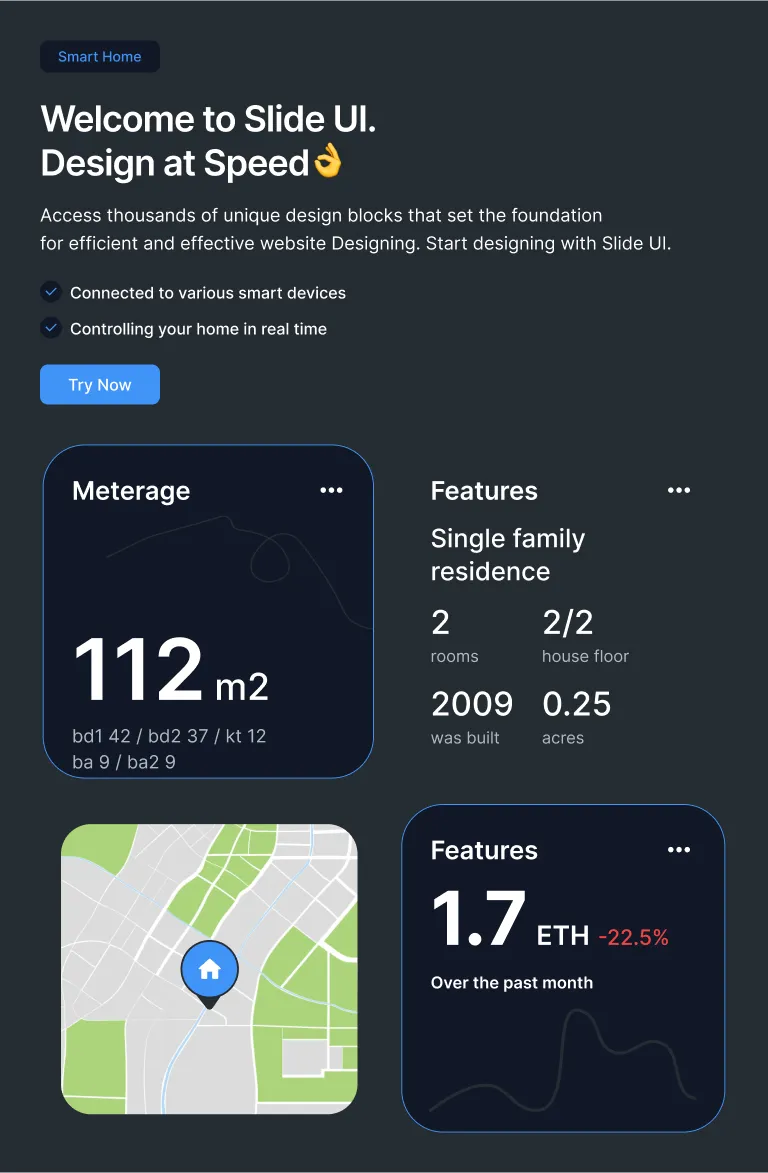 Smart Home
Welcome to Slide UI.
Design at Speed👌
Access thousands of unique design blocks that set the foundation
for efficient and effective website Designing. Start designing with Slide UI.
Connected to various smart devices
Controlling your home in real time
Try Now
Meterage
112 m2
bd1 42 / bd2 37 / kt 12
ba 9 / ba2 9
Features
Single family
residence
2 2/2
rooms house floor
2009 0.25
was built acres
Features
1.7 ETH -22.5%
Over the past month